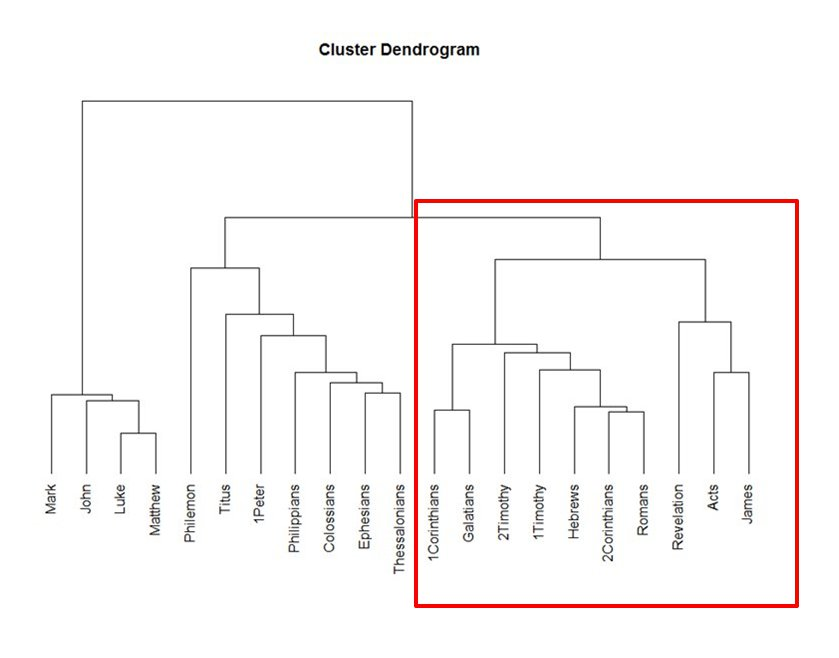 Cluster Dendrogram
Mark
John
Luke
Matthew
Philemon
Titus
1Peter
Philippians
Colossians
Ephesians
Thessalonians
1Corinthians
Galatians
2Timothy
1Timothy
Hebrews
2Corinthians
Romans
Revelation
Acts
James